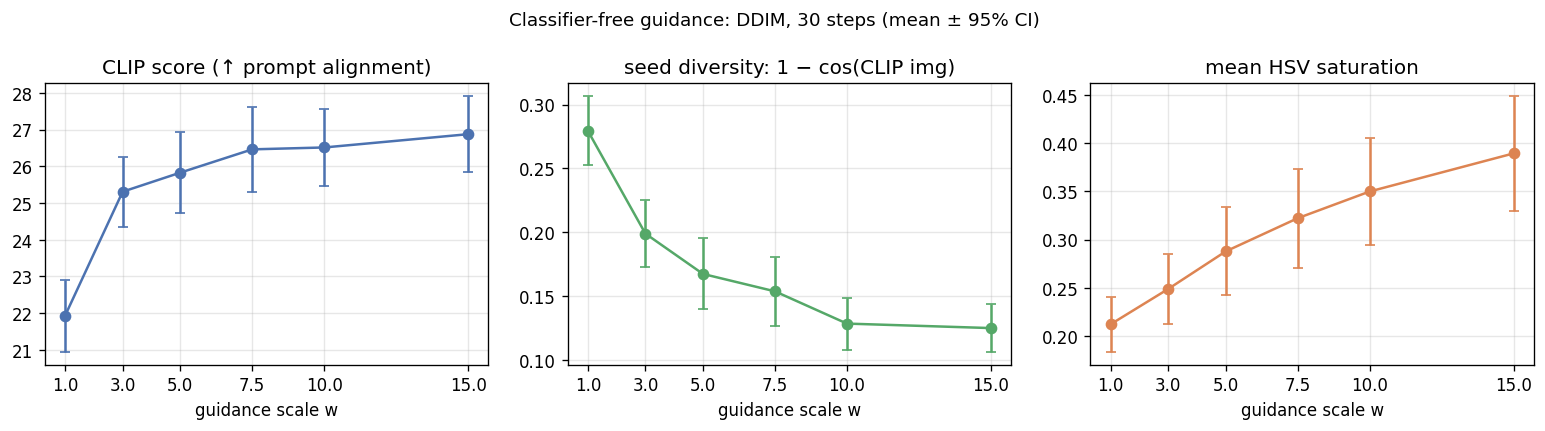 Classifier-free guidance: DDIM, 30 steps (mean ± 95% CI)
CLIP score (↑ prompt alignment)
28
27
26
25
24
23
22
21
1.0 3.0 5.0 7.5 10.0 15.0
guidance scale w
seed diversity: 1 − cos(CLIP img)
0.30
0.25
0.20
0.15
0.10
1.0 3.0 5.0 7.5 10.0 15.0
guidance scale w
mean HSV saturation
0.45
0.40
0.35
0.30
0.25
0.20
1.0 3.0 5.0 7.5 10.0 15.0
guidance scale w